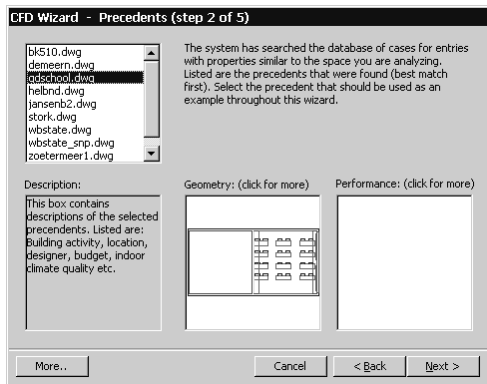 CFD Wizard - Precedents (step 2 of 5)
bk510.dwg
demeern.dwg
gdschool.dwg
helbnd.dwg
jansenb2.dwg
stork.dwg
wbstate.dwg
wbstate_snp.dwg
zoetermeer1.dwg
The system has searched the database of cases for entries
with properties similar to the space you are analyzing.
Listed are the precedents that were found (best match
first). Select the precedent that should be used as an
example throughout this wizard.
Description:
This box contains
descriptions of the selected
precendents. Listed are:
Building activity, location,
designer, budget, indoor
climate quality etc.
Geometry: (click for more)
Performance: (click for more)
More..
Cancel
< Back
Next >